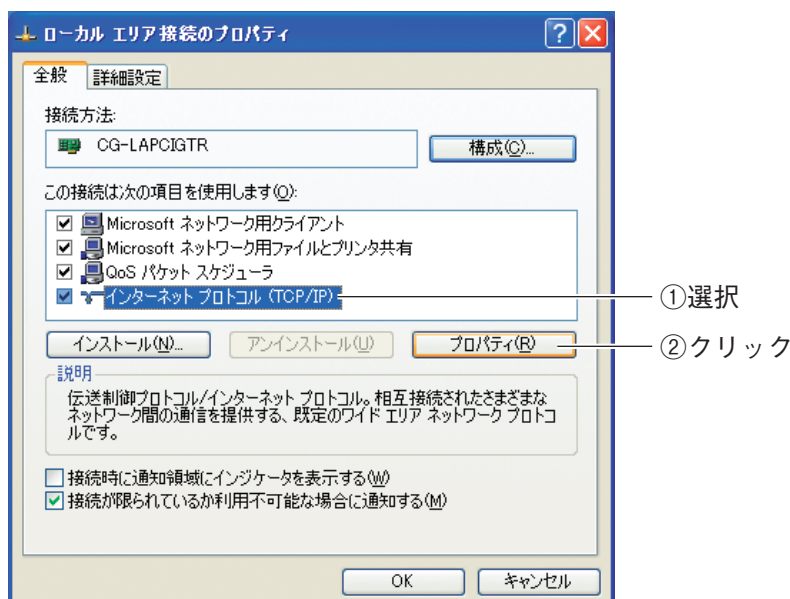 ローカル エリア接続のプロパティ
全般 詳細設定
接続方法:
CG-LAPCIGTR 構成(C)...
この接続は次の項目を使用します(O):
Microsoft ネットワーク用クライアント
Microsoft ネットワーク用ファイルとプリンタ共有
QoS パケット スケジューラ
インターネット プロトコル (TCP/IP) ①選択
インストール(N)... アンインストール(U) プロパティ(R) ②クリック
説明
伝送制御プロトコル/インターネット プロトコル。相互接続されたさまざまな
ネットワーク間の通信を提供する、既定のワイド エリア ネットワーク プロトコ
ルです。
接続時に通知領域にインジケータを表示する(W)
接続が限られているか利用不可能な場合に通知する(M)
OK キャンセル